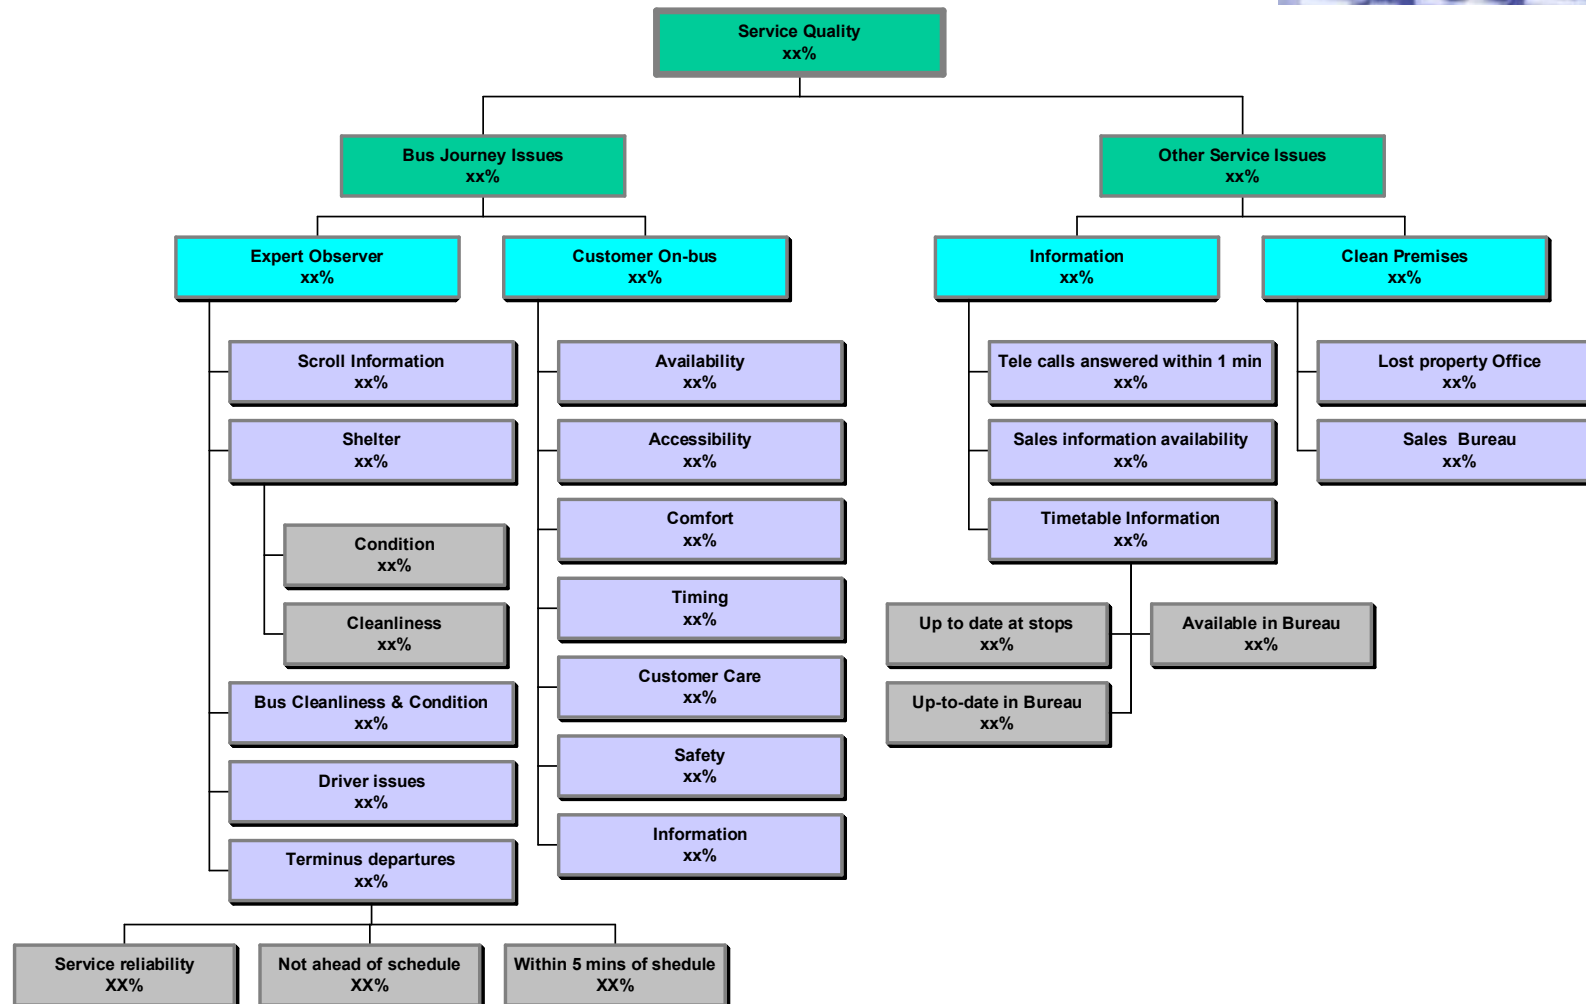 Service Quality
xx%
Bus Journey Issues
xx%
Other Service Issues
xx%
Expert Observer
xx%
Customer On-bus
xx%
Information
xx%
Clean Premises
xx%
Scroll Information
xx%
Availability
xx%
Tele calls answered within 1 min
xx%
Lost property Office
xx%
Shelter
xx%
Accessibility
xx%
Sales information availability
xx%
Sales Bureau
xx%
Comfort
xx%
Timetable Information
xx%
Condition
xx%
Timing
xx%
Cleanliness
xx%
Up to date at stops
xx%
Available in Bureau
xx%
Customer Care
xx%
Bus Cleanliness & Condition
xx%
Up-to-date in Bureau
xx%
Safety
xx%
Driver issues
xx%
Information
xx%
Terminus departures
xx%
Service reliability
XX%
Not ahead of schedule
XX%
Within 5 mins of shedule
XX%